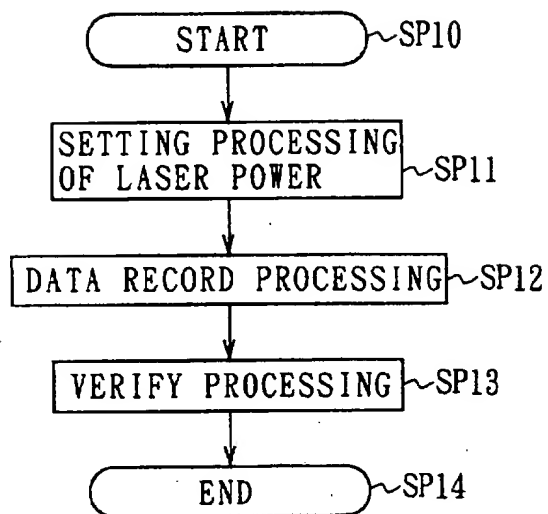 START SP10
SETTING PROCESSING
OF LASER POWER SP11
DATA RECORD PROCESSING SP12
VERIFY PROCESSING SP13
END SP14